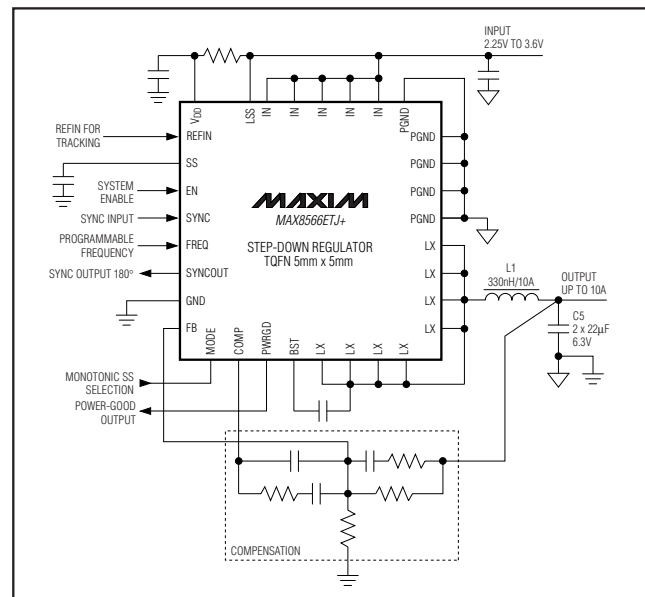 INPUT
2.25V TO 3.6V
VDD
LSS
IN
IN
IN
IN
IN
PGND
REFIN FOR
TRACKING
REFIN
PGND
SS
PGND
SYSTEM
ENABLE
EN
MAXIM
PGND
SYNC INPUT
SYNC
MAX8566ETJ+
PGND
PROGRAMMABLE
FREQUENCY
FREQ
STEP-DOWN REGULATOR
TQFN 5mm x 5mm
LX
SYNC OUTPUT 180°
SYNCOUT
LX
L1
330nH/10A
OUTPUT
UP TO 10A
GND
LX
FB
LX
C5
2 x 22µF
6.3V
MODE
COMP
PWRGD
BST
LX
LX
LX
LX
MONOTONIC SS
SELECTION
POWER-GOOD
OUTPUT
COMPENSATION